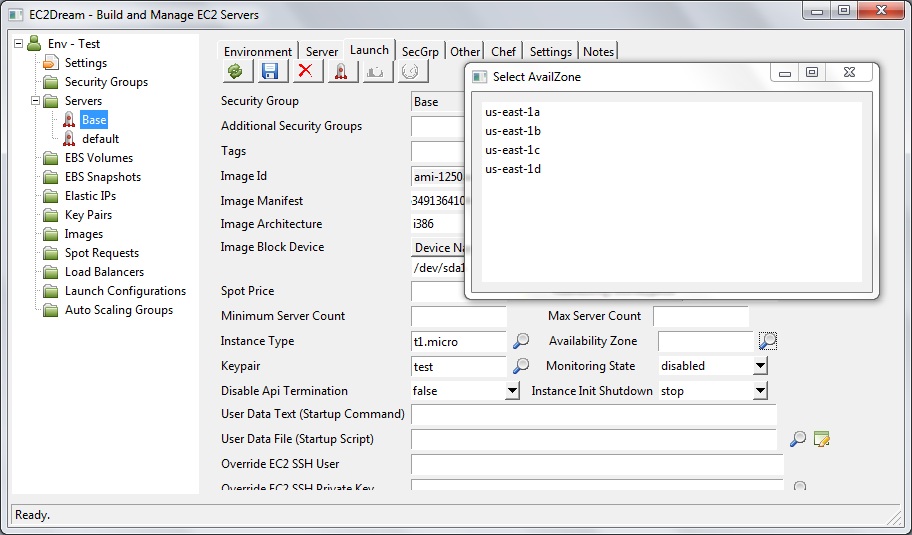 EC2Dream - Build and Manage EC2 Servers
Env - Test
Settings
Security Groups
Servers
Base
default
EBS Volumes
EBS Snapshots
Elastic IPs
Key Pairs
Images
Spot Requests
Load Balancers
Launch Configurations
Auto Scaling Groups
Environment Server Launch SecGrp Other Chef Settings Notes
Security Group Base
Additional Security Groups
Tags
Image Id ami-1250
Image Manifest 349136410
Image Architecture i386
Image Block Device Device Na
/dev/sda1
Spot Price
Minimum Server Count Max Server Count
Instance Type t1.micro Availability Zone
Keypair test Monitoring State disabled
Disable Api Termination false Instance Init Shutdown stop
User Data Text (Startup Command)
User Data File (Startup Script)
Override EC2 SSH User
Override EC2 SSH Private Key
Select AvailZone
us-east-1a
us-east-1b
us-east-1c
us-east-1d
Ready.